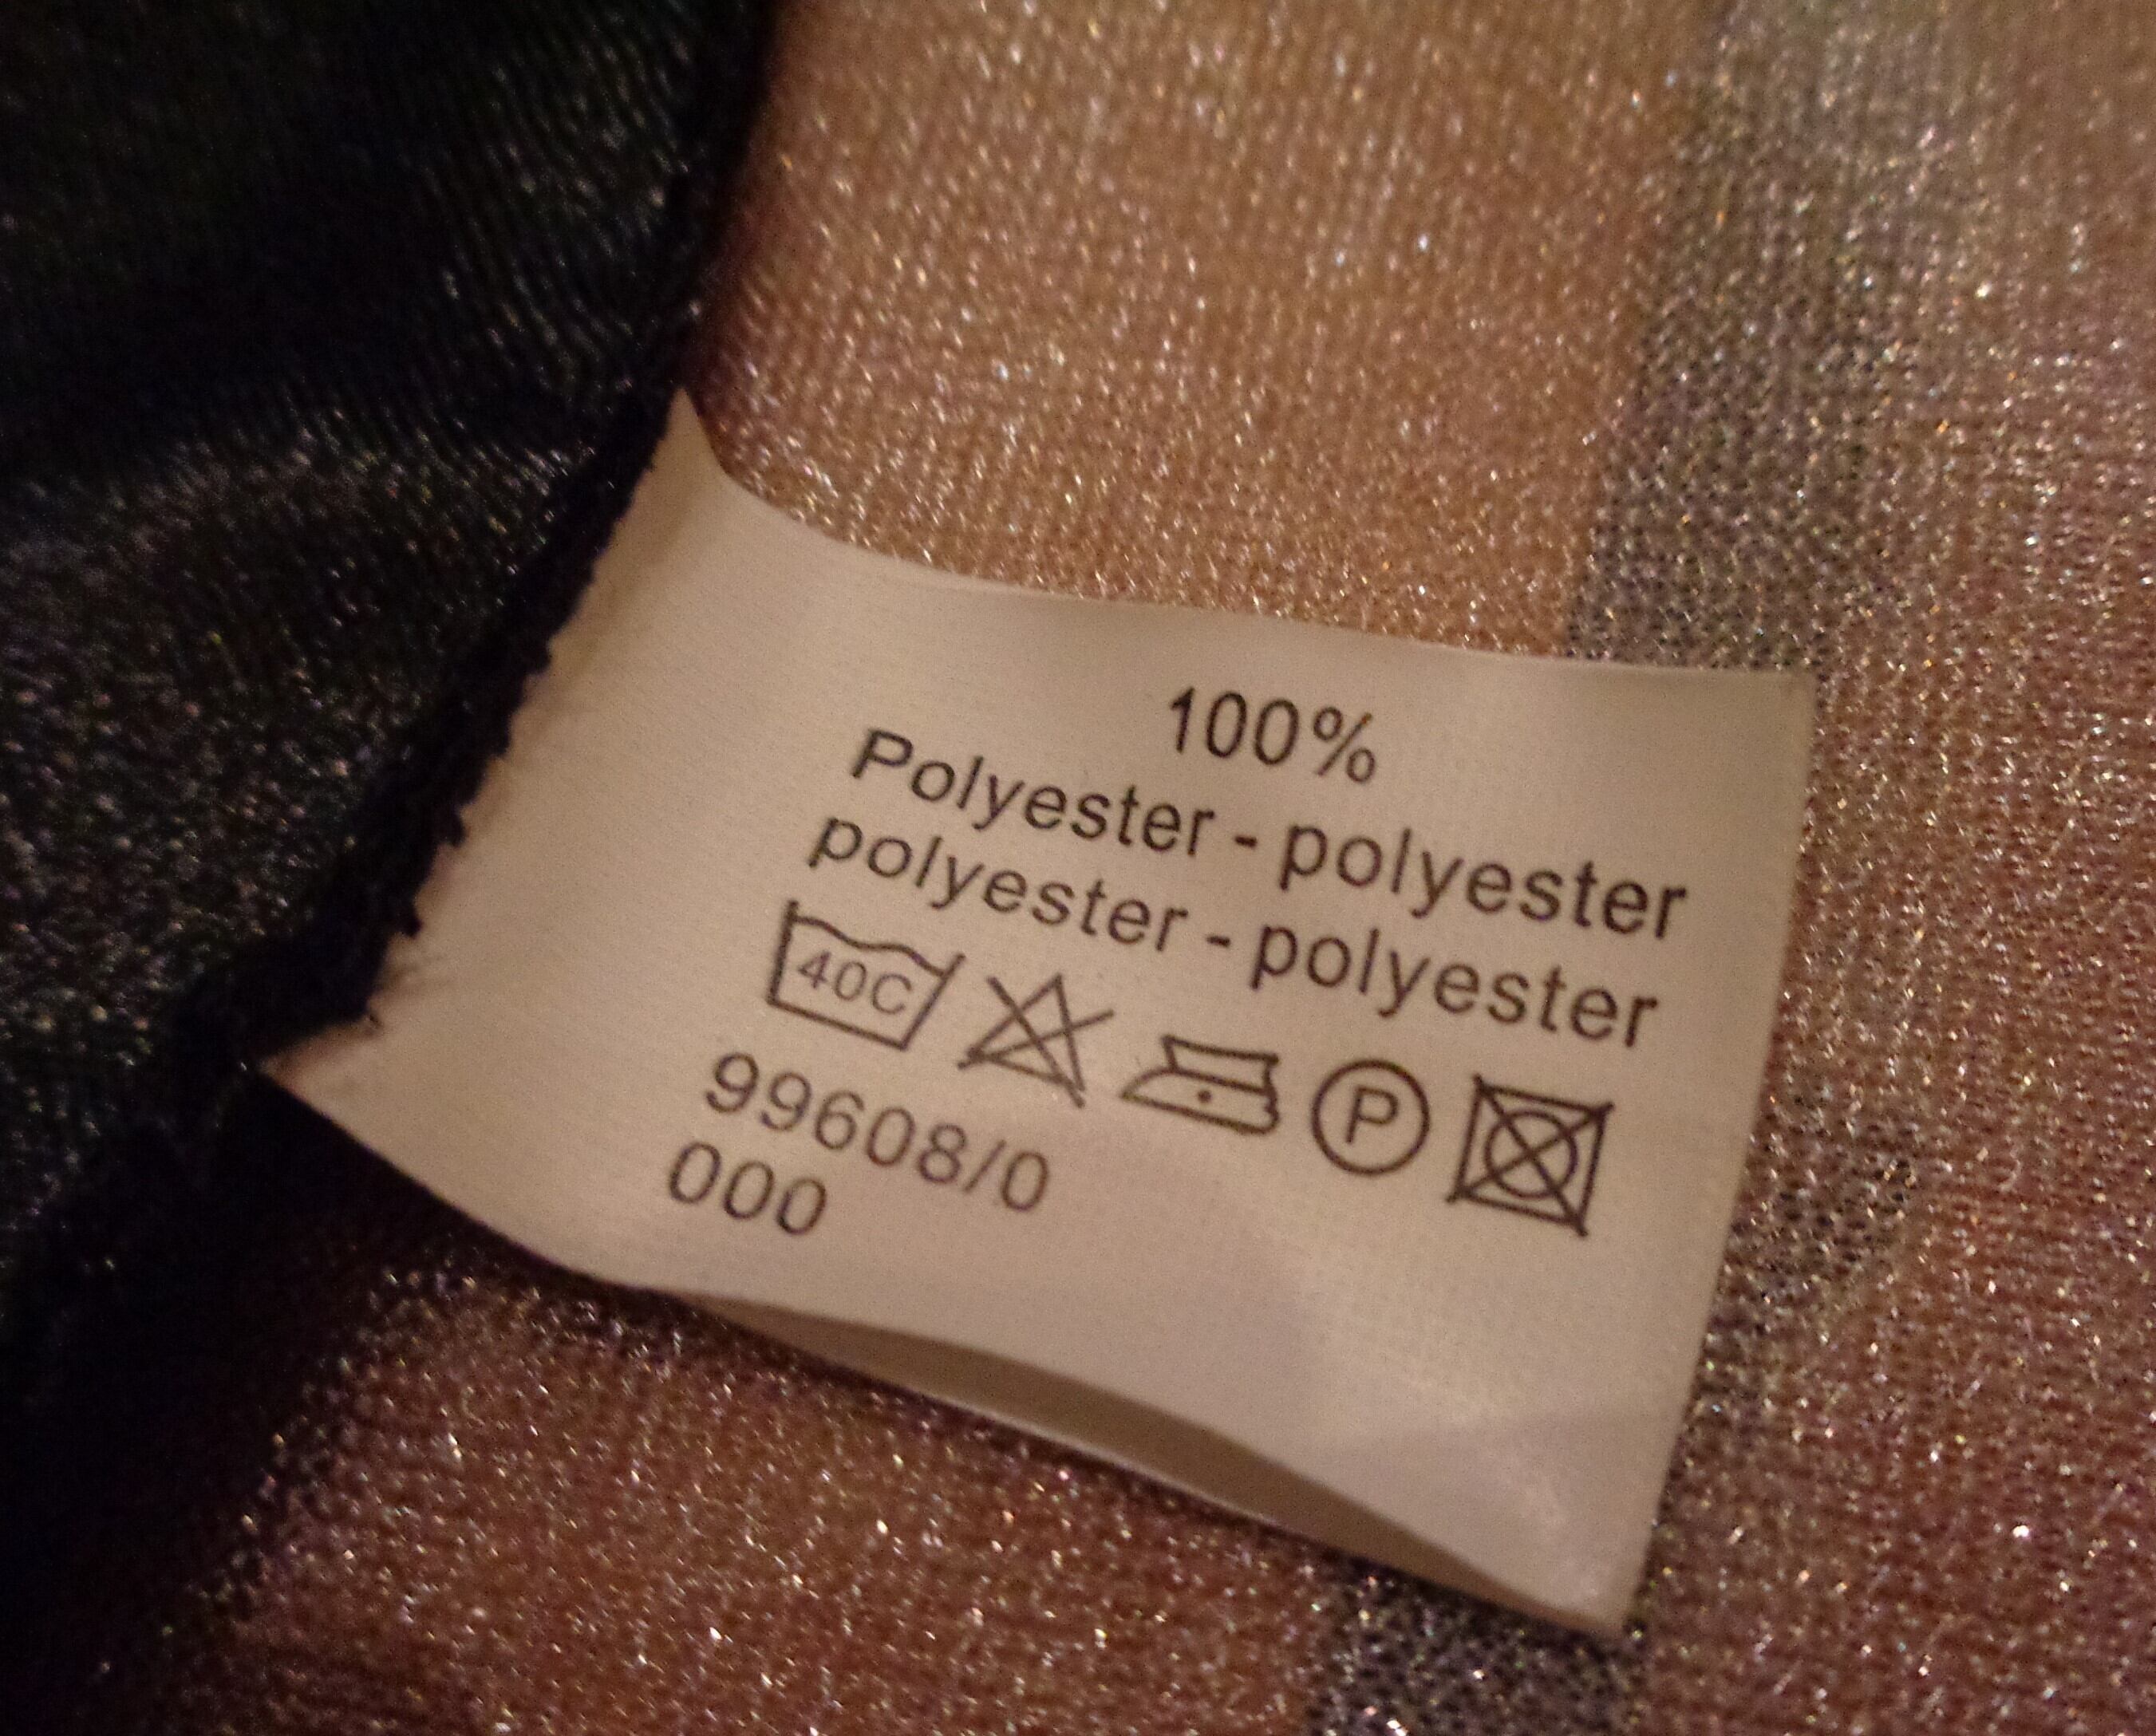 100%
Polyester - polyester
polyester - polyester
40C P
99608/0
000